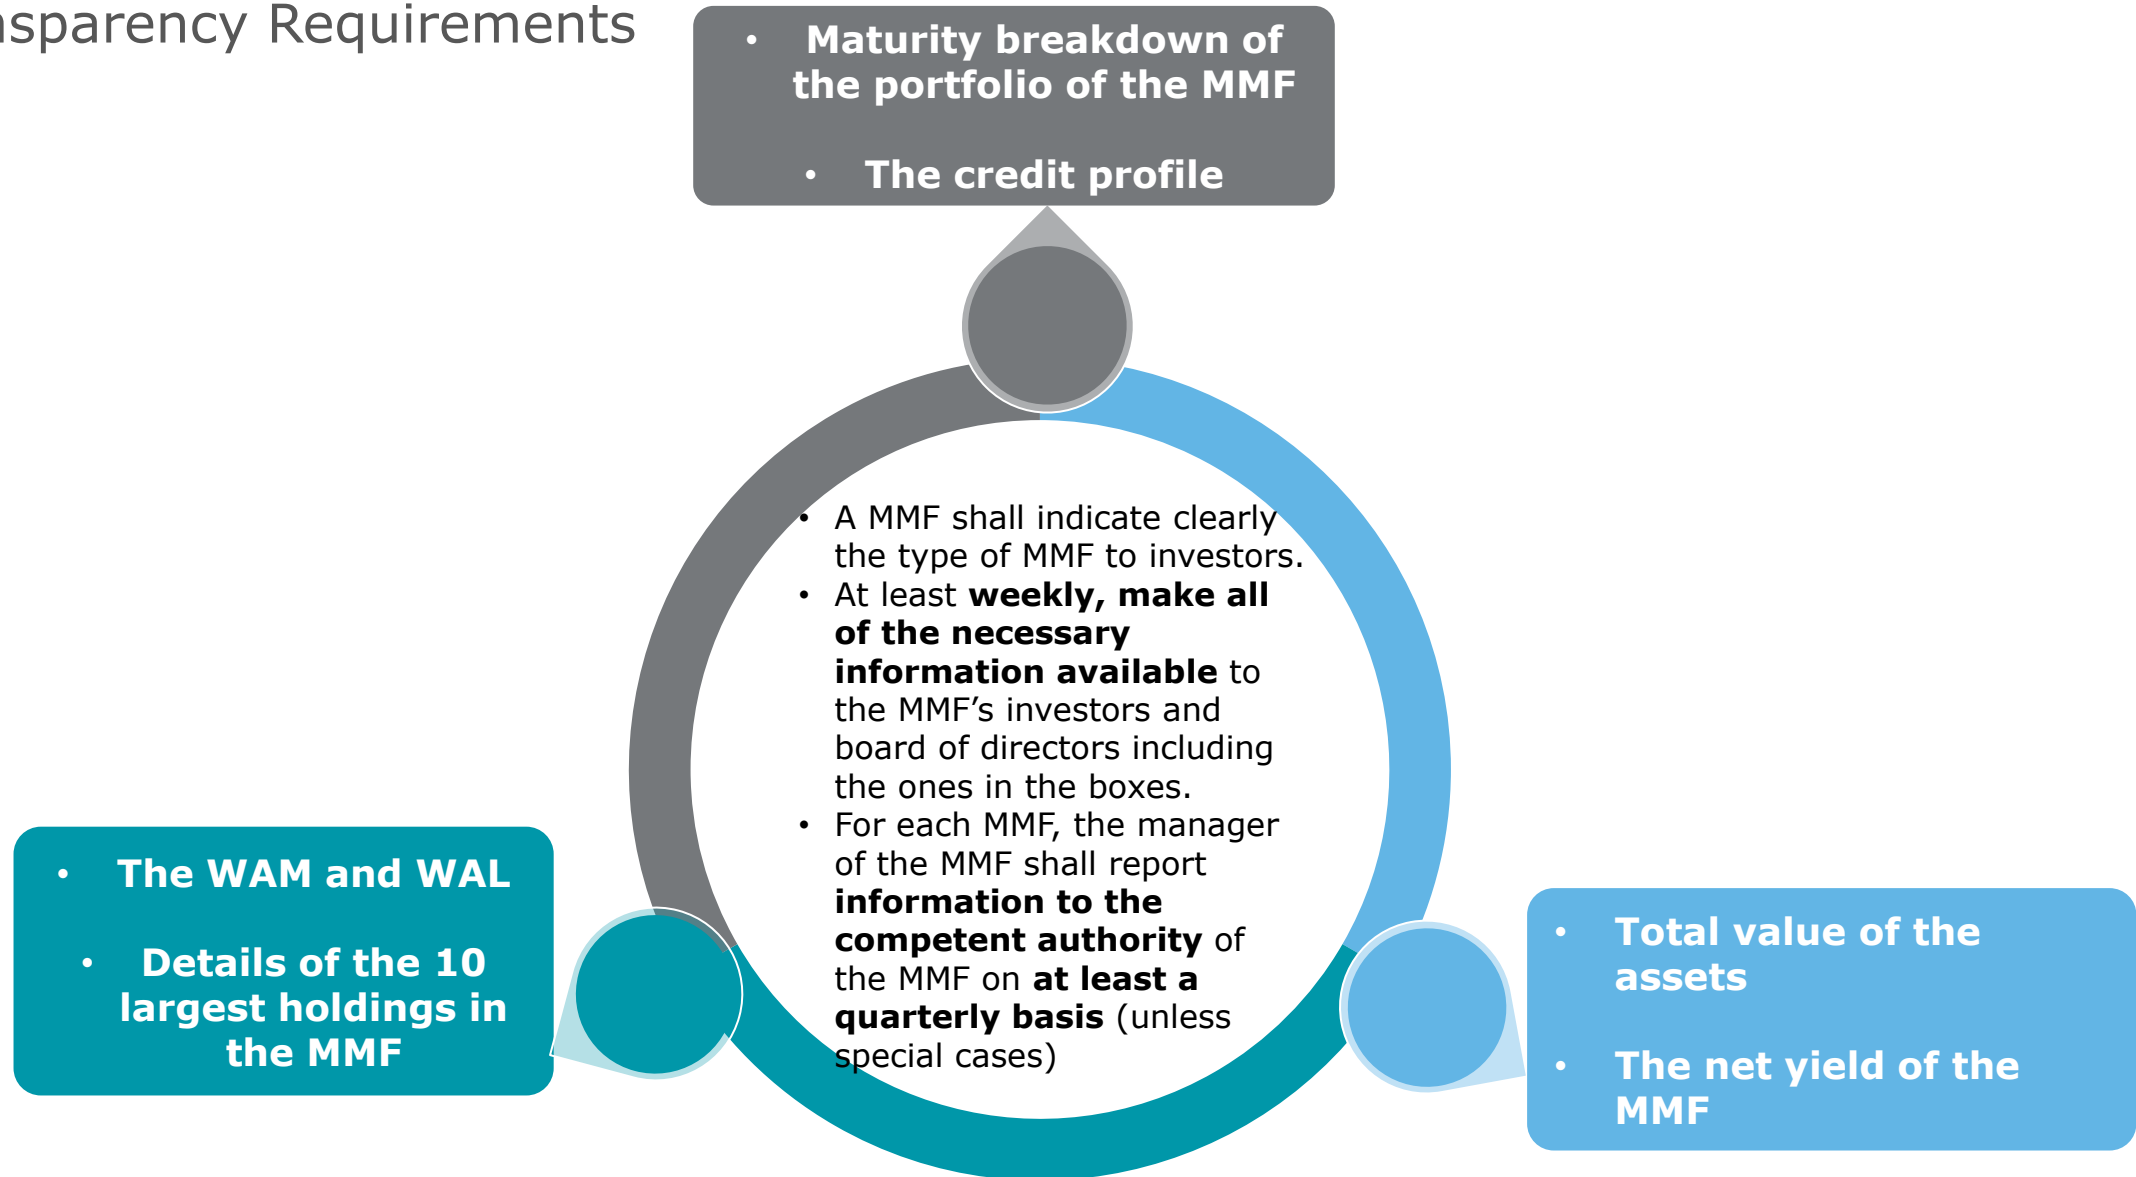 nsparency Requirements
• Maturity breakdown of
the portfolio of the MMF
• The credit profile
• A MMF shall indicate clearly
the type of MMF to investors.
• At least weekly, make all
of the necessary
information available to
the MMF’s investors and
board of directors including
the ones in the boxes.
• For each MMF, the manager
of the MMF shall report
information to the
competent authority of
the MMF on at least a
quarterly basis (unless
special cases)
• The WAM and WAL
• Details of the 10
largest holdings in
the MMF
• Total value of the
assets
• The net yield of the
MMF